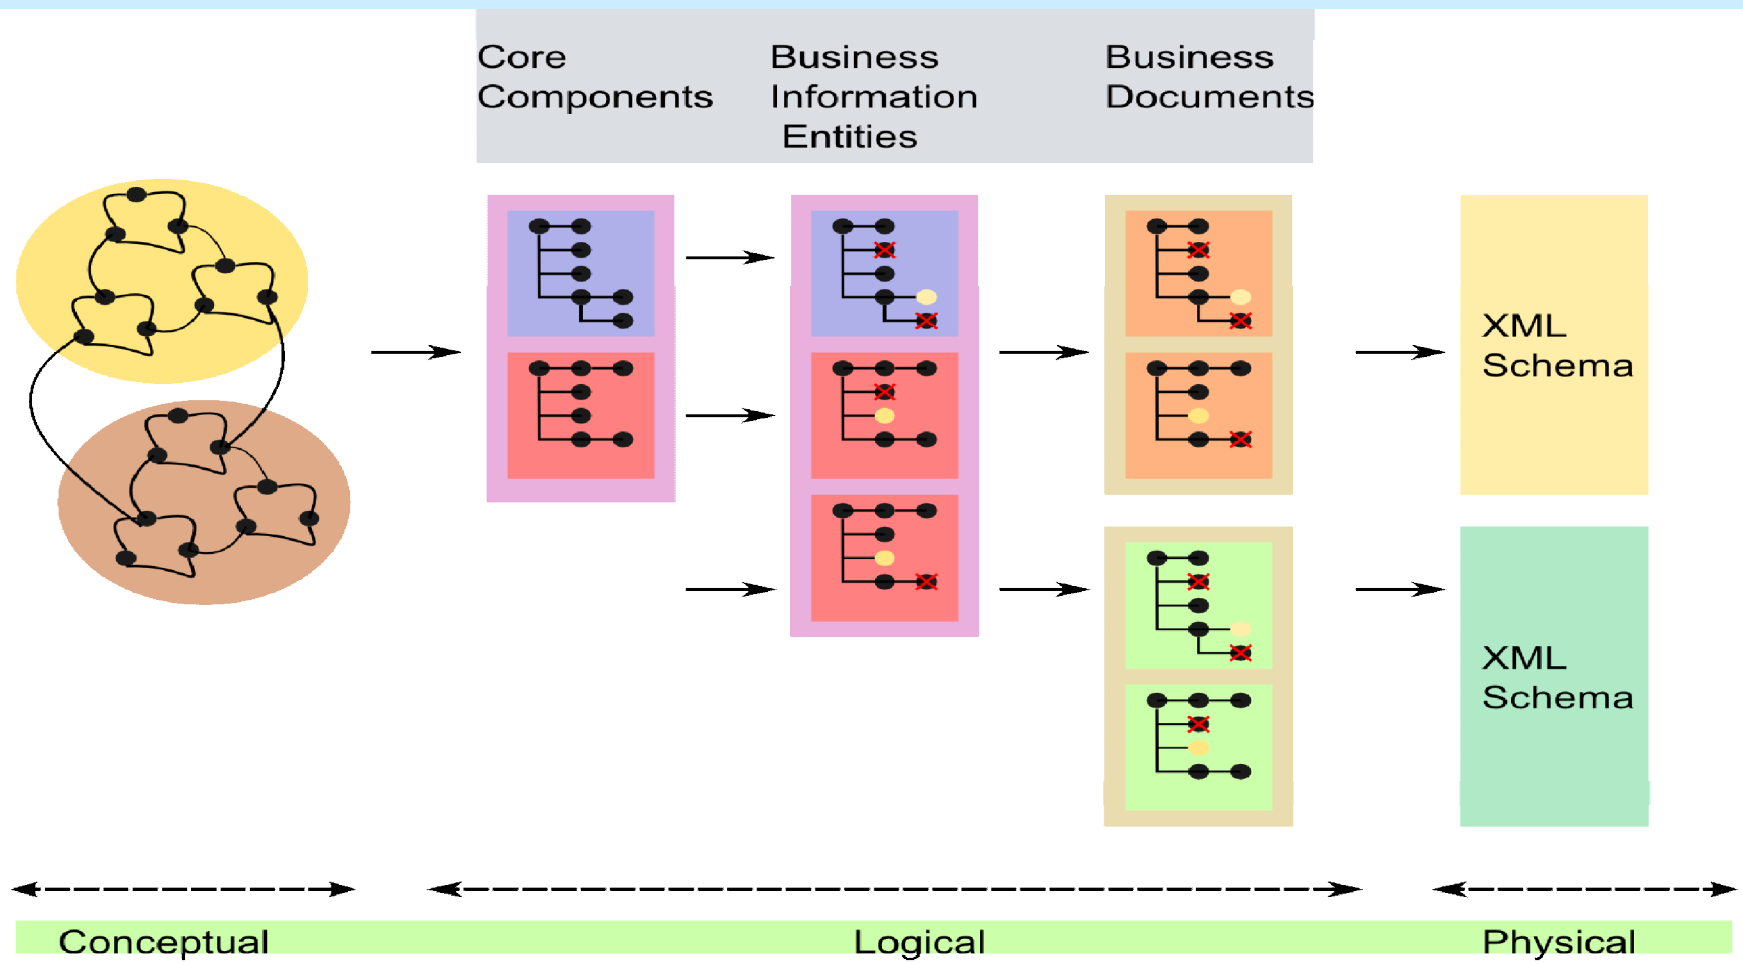 Core
Components
Business
Information
Entities
Business
Documents
XML
Schema
XML
Schema
Conceptual
Logical
Physical